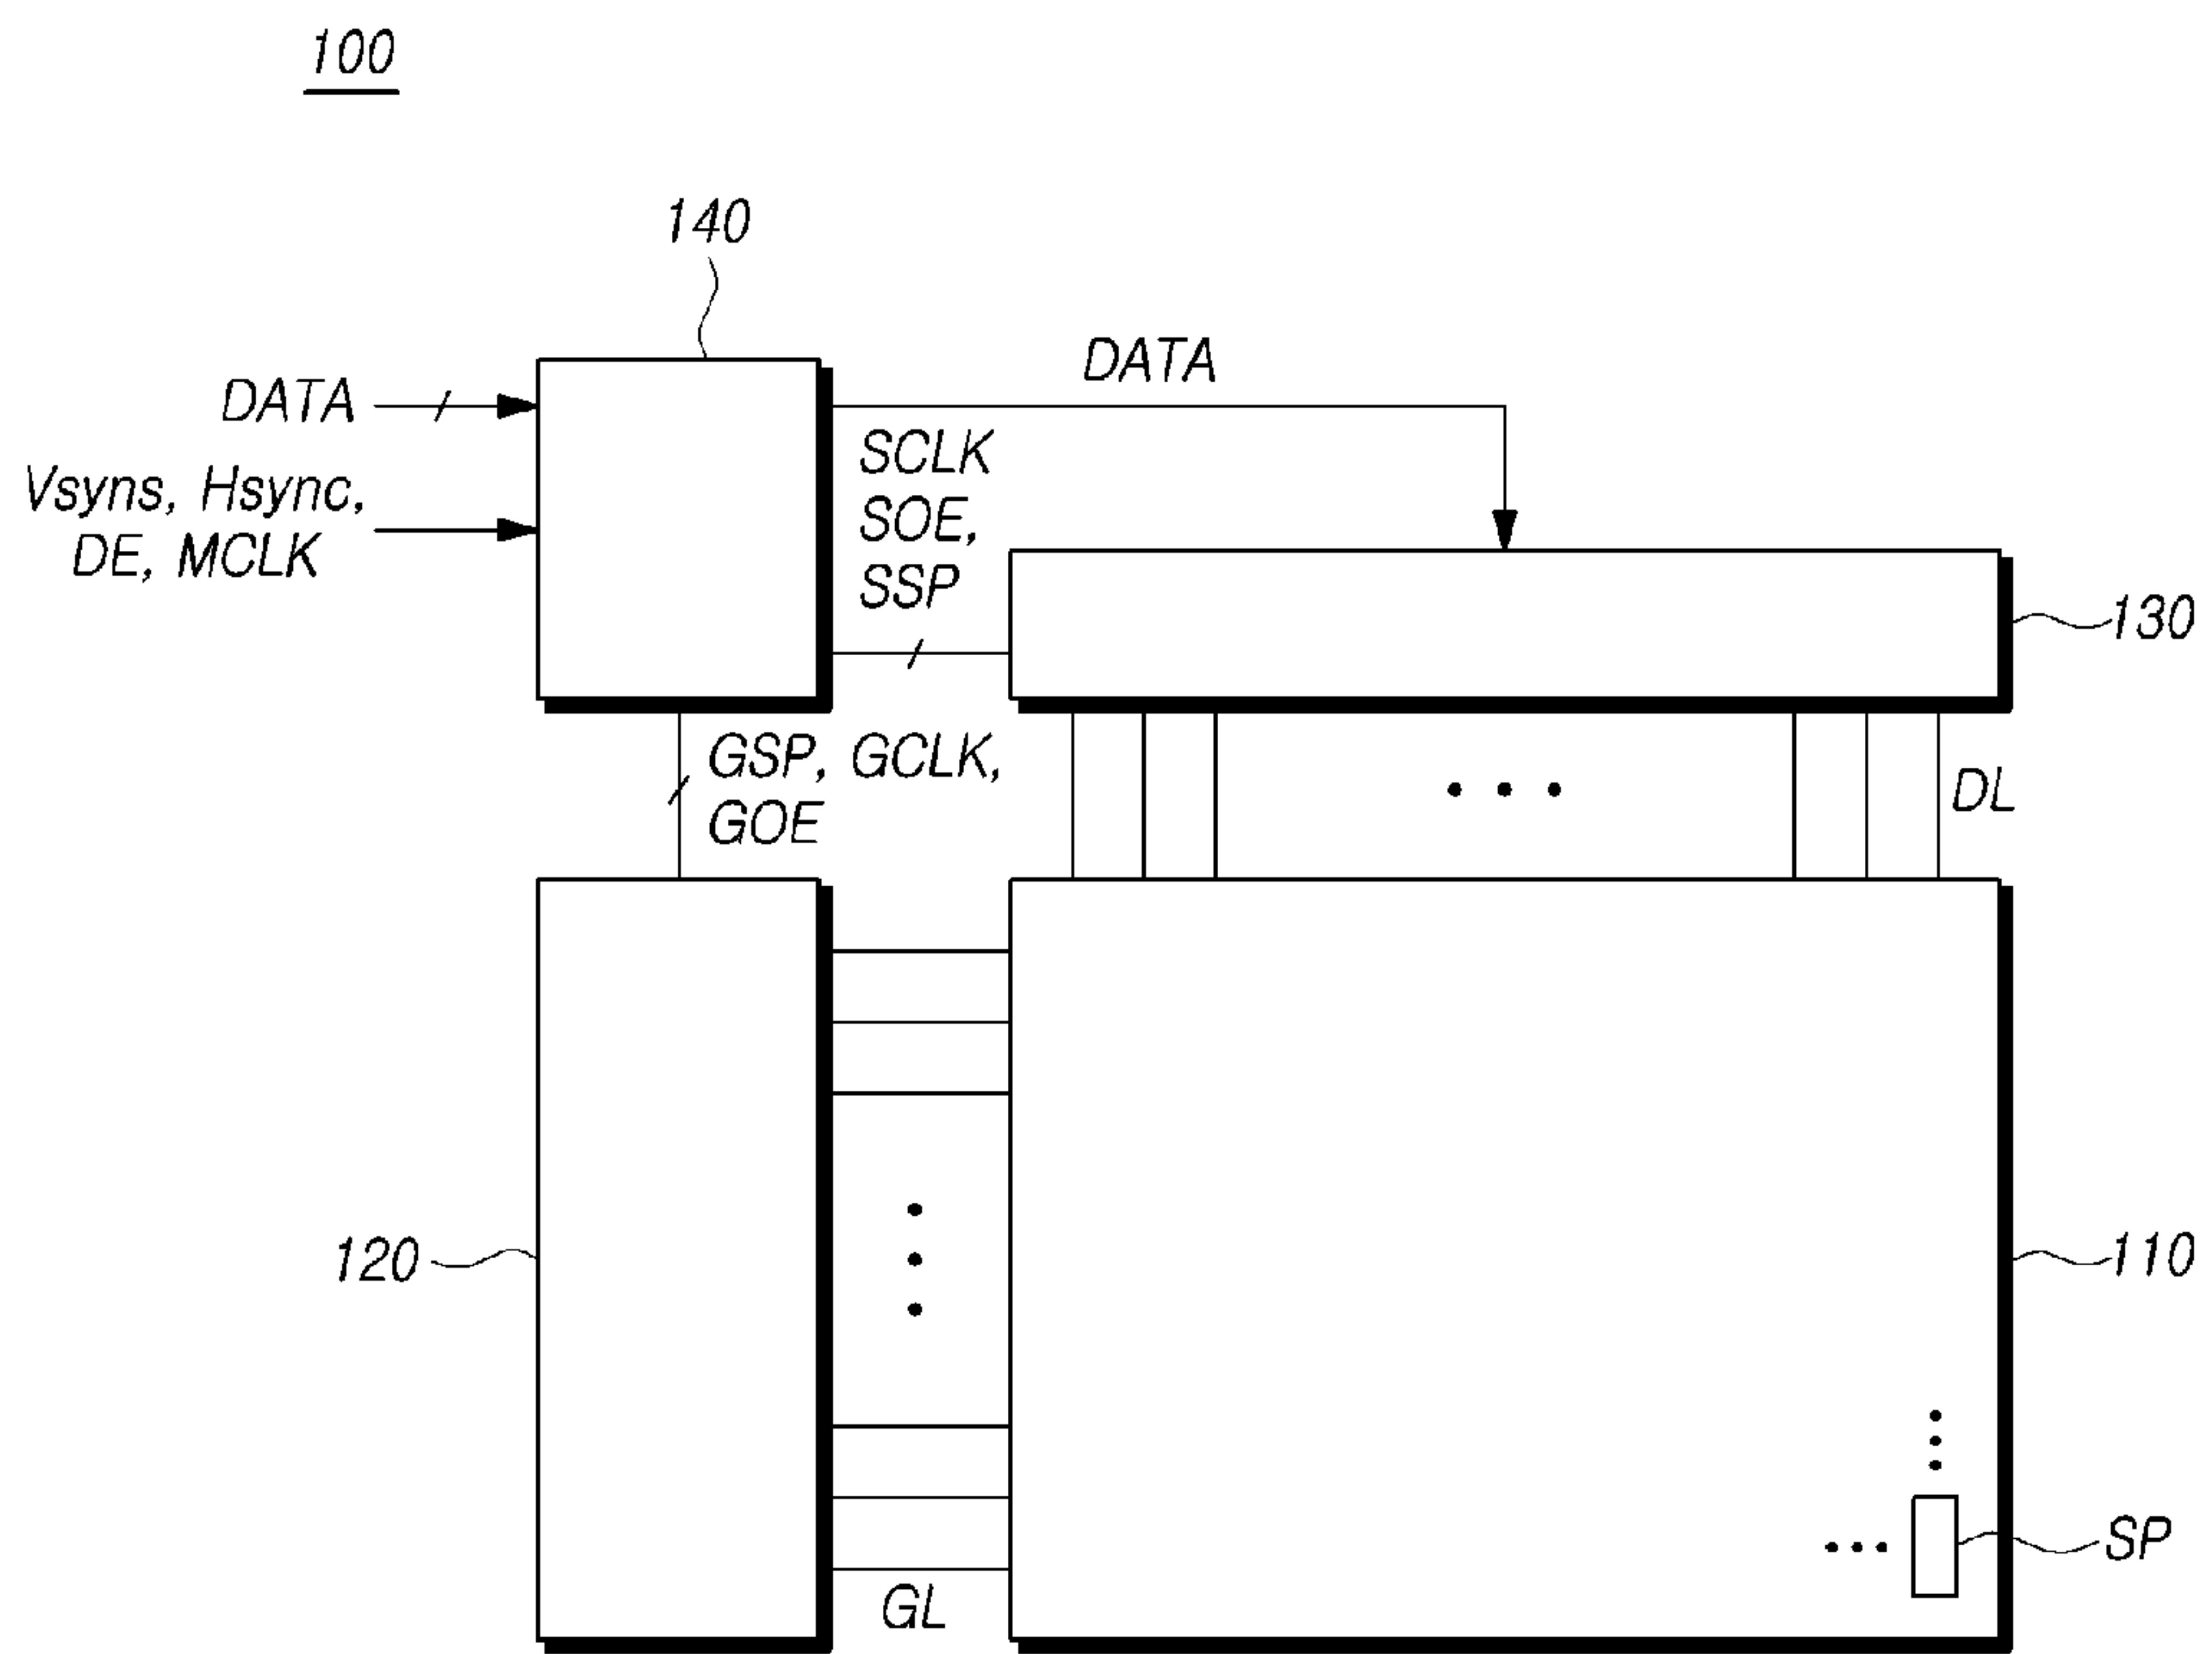 100
140
DATA
DATA
SCLK
SOE,
SSP
Vsyns, Hsync,
DE, MCLK
130
GSP, GCLK,
GOE
DL
120
110
SP
GL